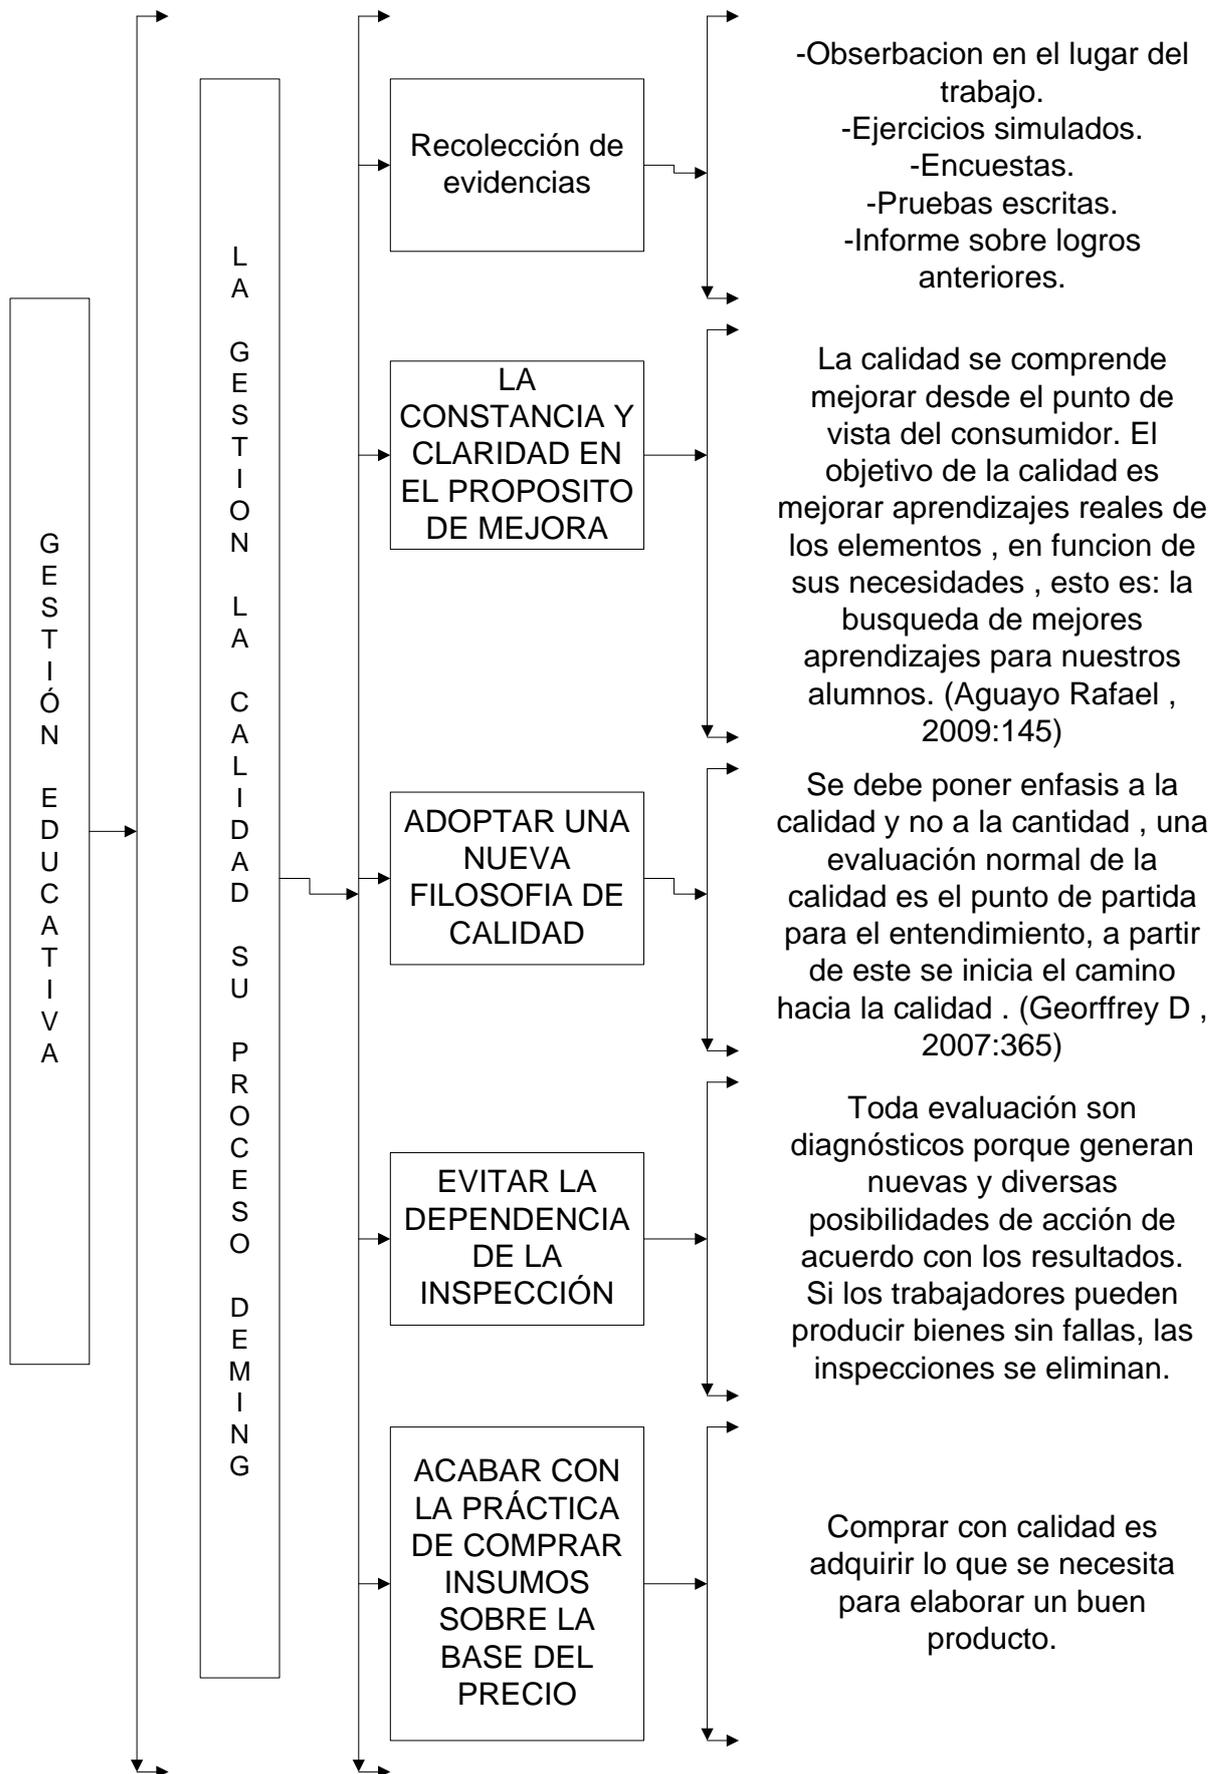 GESTIÓN EDUCATIVA
LA GESTION LA CALIDAD SU PROCESO DEMING
Recolección de
evidencias
-Obserbacion en el lugar del
trabajo.
-Ejercicios simulados.
-Encuestas.
-Pruebas escritas.
-Informe sobre logros
anteriores.
LA
CONSTANCIA Y
CLARIDAD EN
EL PROPOSITO
DE MEJORA
La calidad se comprende
mejorar desde el punto de
vista del consumidor. El
objetivo de la calidad es
mejorar aprendizajes reales de
los elementos , en funcion de
sus necesidades , esto es: la
busqueda de mejores
aprendizajes para nuestros
alumnos. (Aguayo Rafael ,
2009:145)
ADOPTAR UNA
NUEVA
FILOSOFIA DE
CALIDAD
Se debe poner enfasis a la
calidad y no a la cantidad , una
evaluación normal de la
calidad es el punto de partida
para el entendimiento, a partir
de este se inicia el camino
hacia la calidad . (Georffrey D ,
2007:365)
EVITAR LA
DEPENDENCIA
DE LA
INSPECCIÓN
Toda evaluación son
diagnósticos porque generan
nuevas y diversas
posibilidades de acción de
acuerdo con los resultados.
Si los trabajadores pueden
producir bienes sin fallas, las
inspecciones se eliminan.
ACABAR CON
LA PRÁCTICA
DE COMPRAR
INSUMOS
SOBRE LA
BASE DEL
PRECIO
Comprar con calidad es
adquirir lo que se necesita
para elaborar un buen
producto.